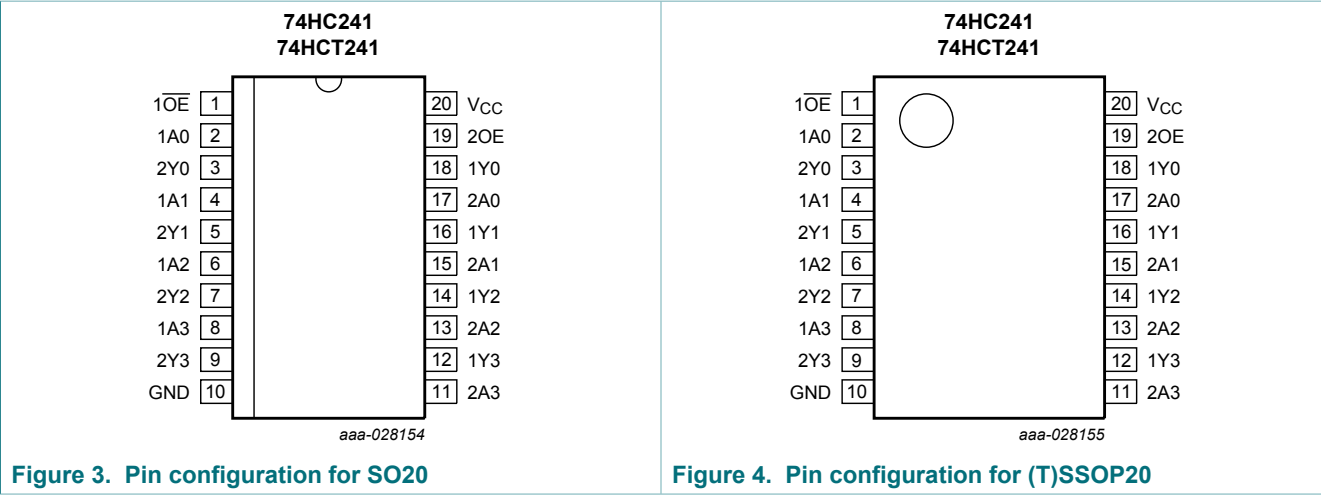 74HC241
74HCT241
1O̅E̅ 1 20 VCC
1A0 2 19 2OE
2Y0 3 18 1Y0
1A1 4 17 2A0
2Y1 5 16 1Y1
1A2 6 15 2A1
2Y2 7 14 1Y2
1A3 8 13 2A2
2Y3 9 12 1Y3
GND 10 11 2A3
aaa-028154
Figure 3. Pin configuration for SO20
74HC241
74HCT241
1O̅E̅ 1 20 VCC
1A0 2 19 2OE
2Y0 3 18 1Y0
1A1 4 17 2A0
2Y1 5 16 1Y1
1A2 6 15 2A1
2Y2 7 14 1Y2
1A3 8 13 2A2
2Y3 9 12 1Y3
GND 10 11 2A3
aaa-028155
Figure 4. Pin configuration for (T)SSOP20